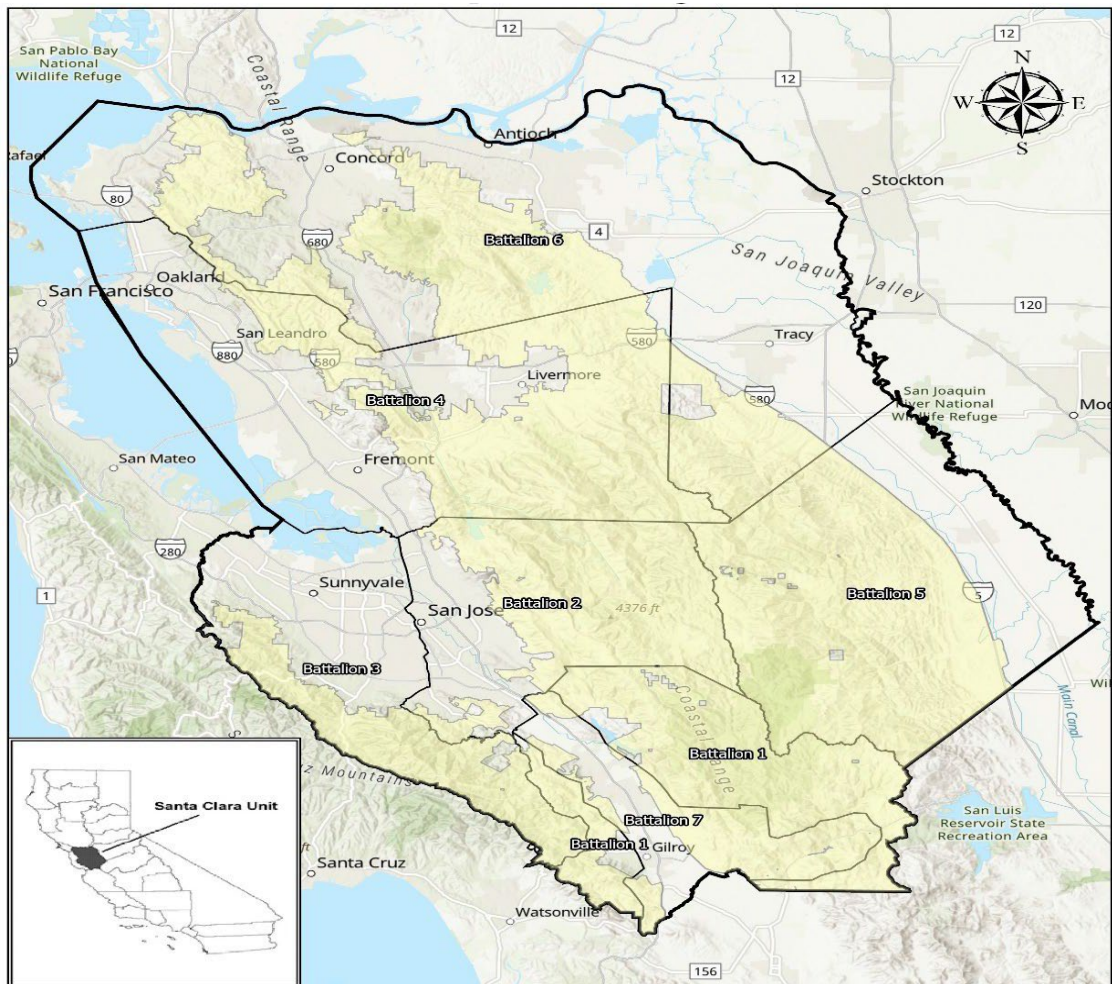 12
12
San Pablo Bay
National
Wildlife Refuge
12
N
W
E
S
Coastal Range
Antioch
Concord
80
Stockton
680
4
Battalion 6
San Joaquin Valley
Oakland
San Francisco
120
San Leandro
880
580
580
Tracy
Livermore
580
San Joaquin
River National
Wildlife Refuge
Battalion 4
San Mateo
Fremont
280
1
Sunnyvale
San Jose
Battalion 2
4376 ft
Battalion 5
5
Battalion 3
Coastal Range
Main Canal
Battalion 1
Mountains
San Luis
Reservoir State
Recreation Area
Santa Clara Unit
Battalion 7
Battalion 1
Gilroy
Santa Cruz
Watsonville
156